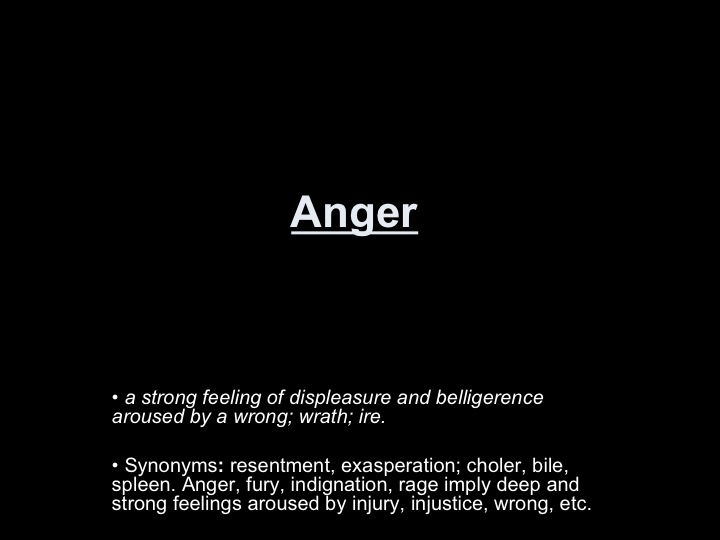 Anger
• a strong feeling of displeasure and belligerence
aroused by a wrong; wrath; ire.
• Synonyms: resentment, exasperation; choler, bile,
spleen. Anger, fury, indignation, rage imply deep and
strong feelings aroused by injury, injustice, wrong, etc.